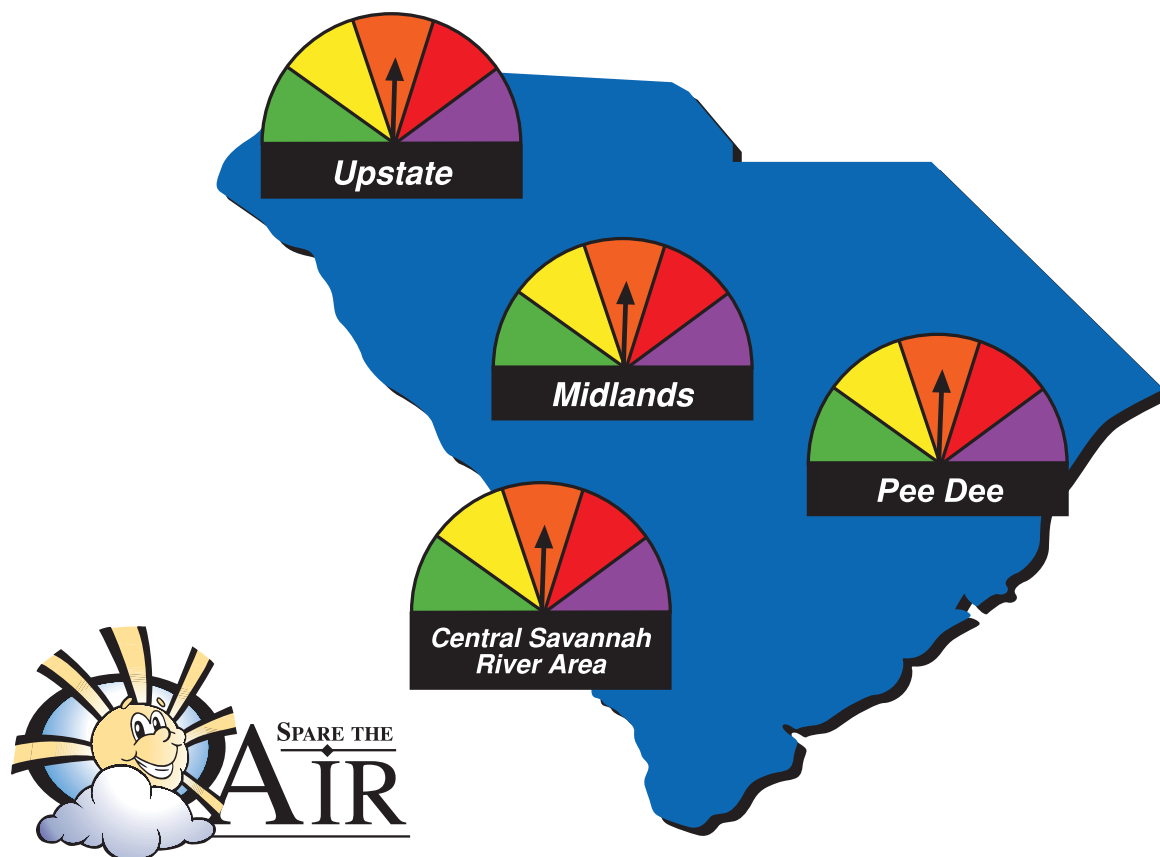 Upstate
Midlands
Pee Dee
Central Savannah
River Area
SPARE THE
AIR